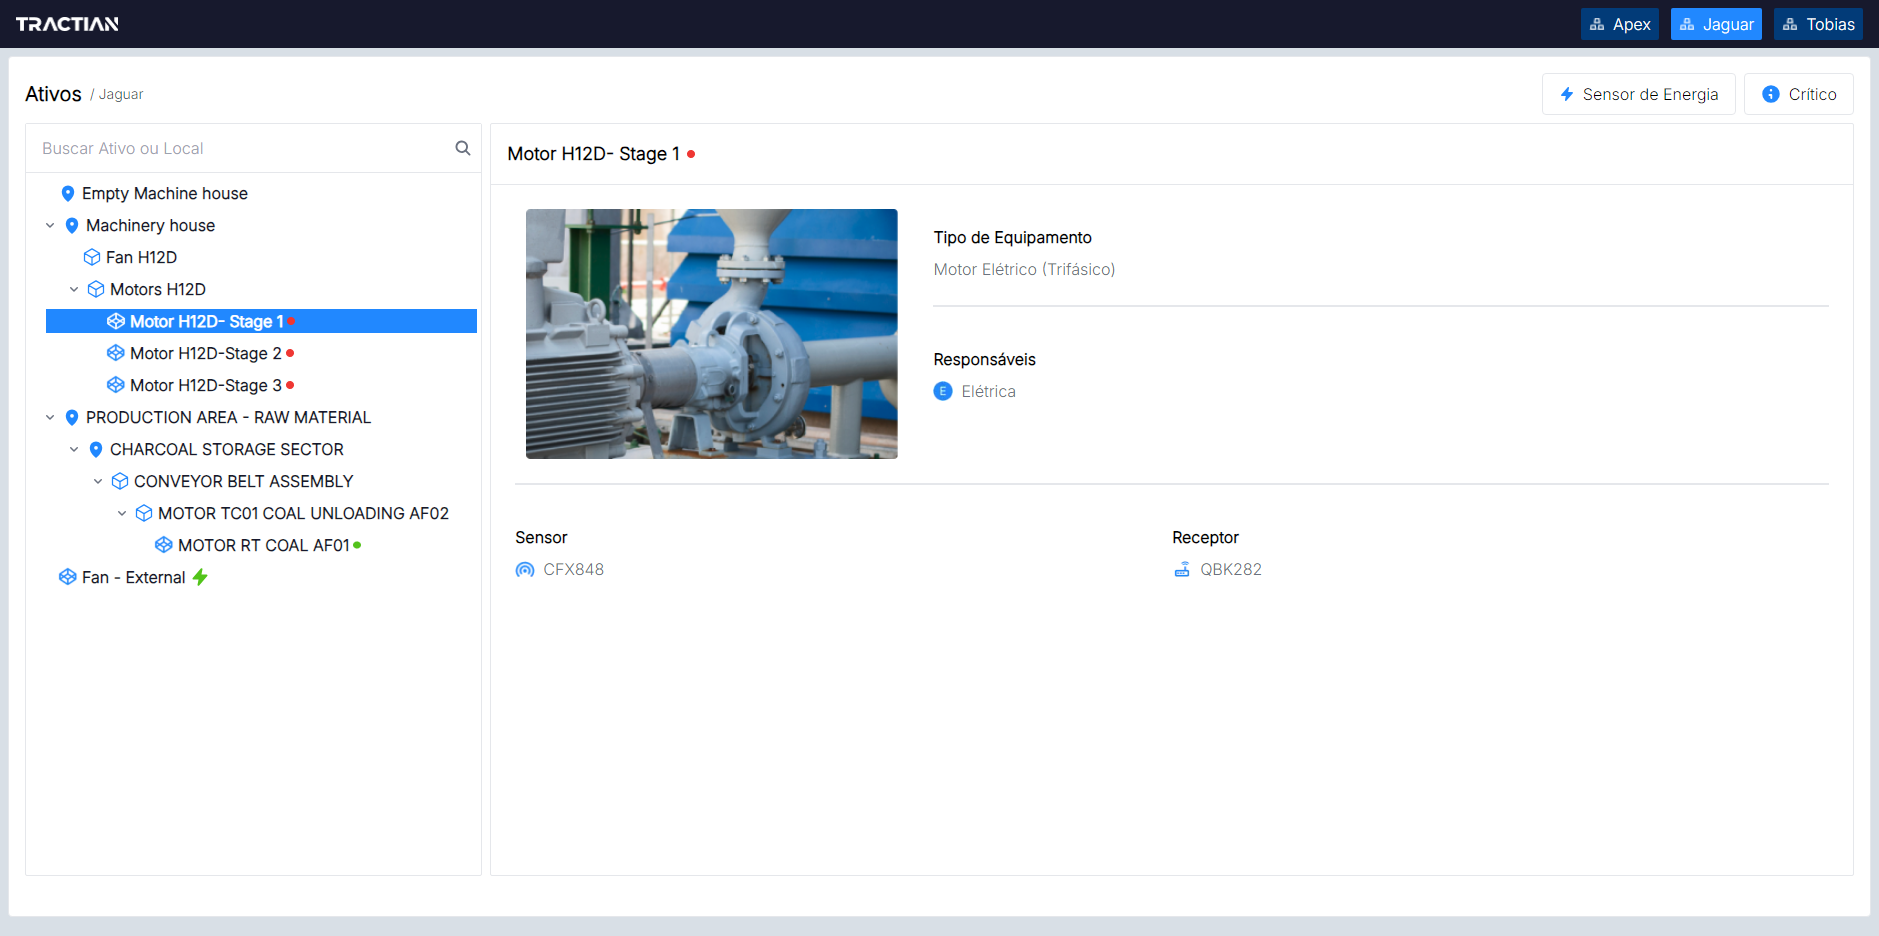 TRACTIAN
Apex
Jaguar
Tobias
Ativos / Jaguar
Sensor de Energia
Crítico
Buscar Ativo ou Local
Empty Machine house
Machinery house
Fan H12D
Motors H12D
Motor H12D- Stage 1
Motor H12D-Stage 2
Motor H12D-Stage 3
PRODUCTION AREA - RAW MATERIAL
CHARCOAL STORAGE SECTOR
CONVEYOR BELT ASSEMBLY
MOTOR TC01 COAL UNLOADING AF02
MOTOR RT COAL AF01
Fan - External
Motor H12D- Stage 1
Tipo de Equipamento
Motor Elétrico (Trifásico)
Responsáveis
E Elétrica
Sensor
CFX848
Receptor
QBK282